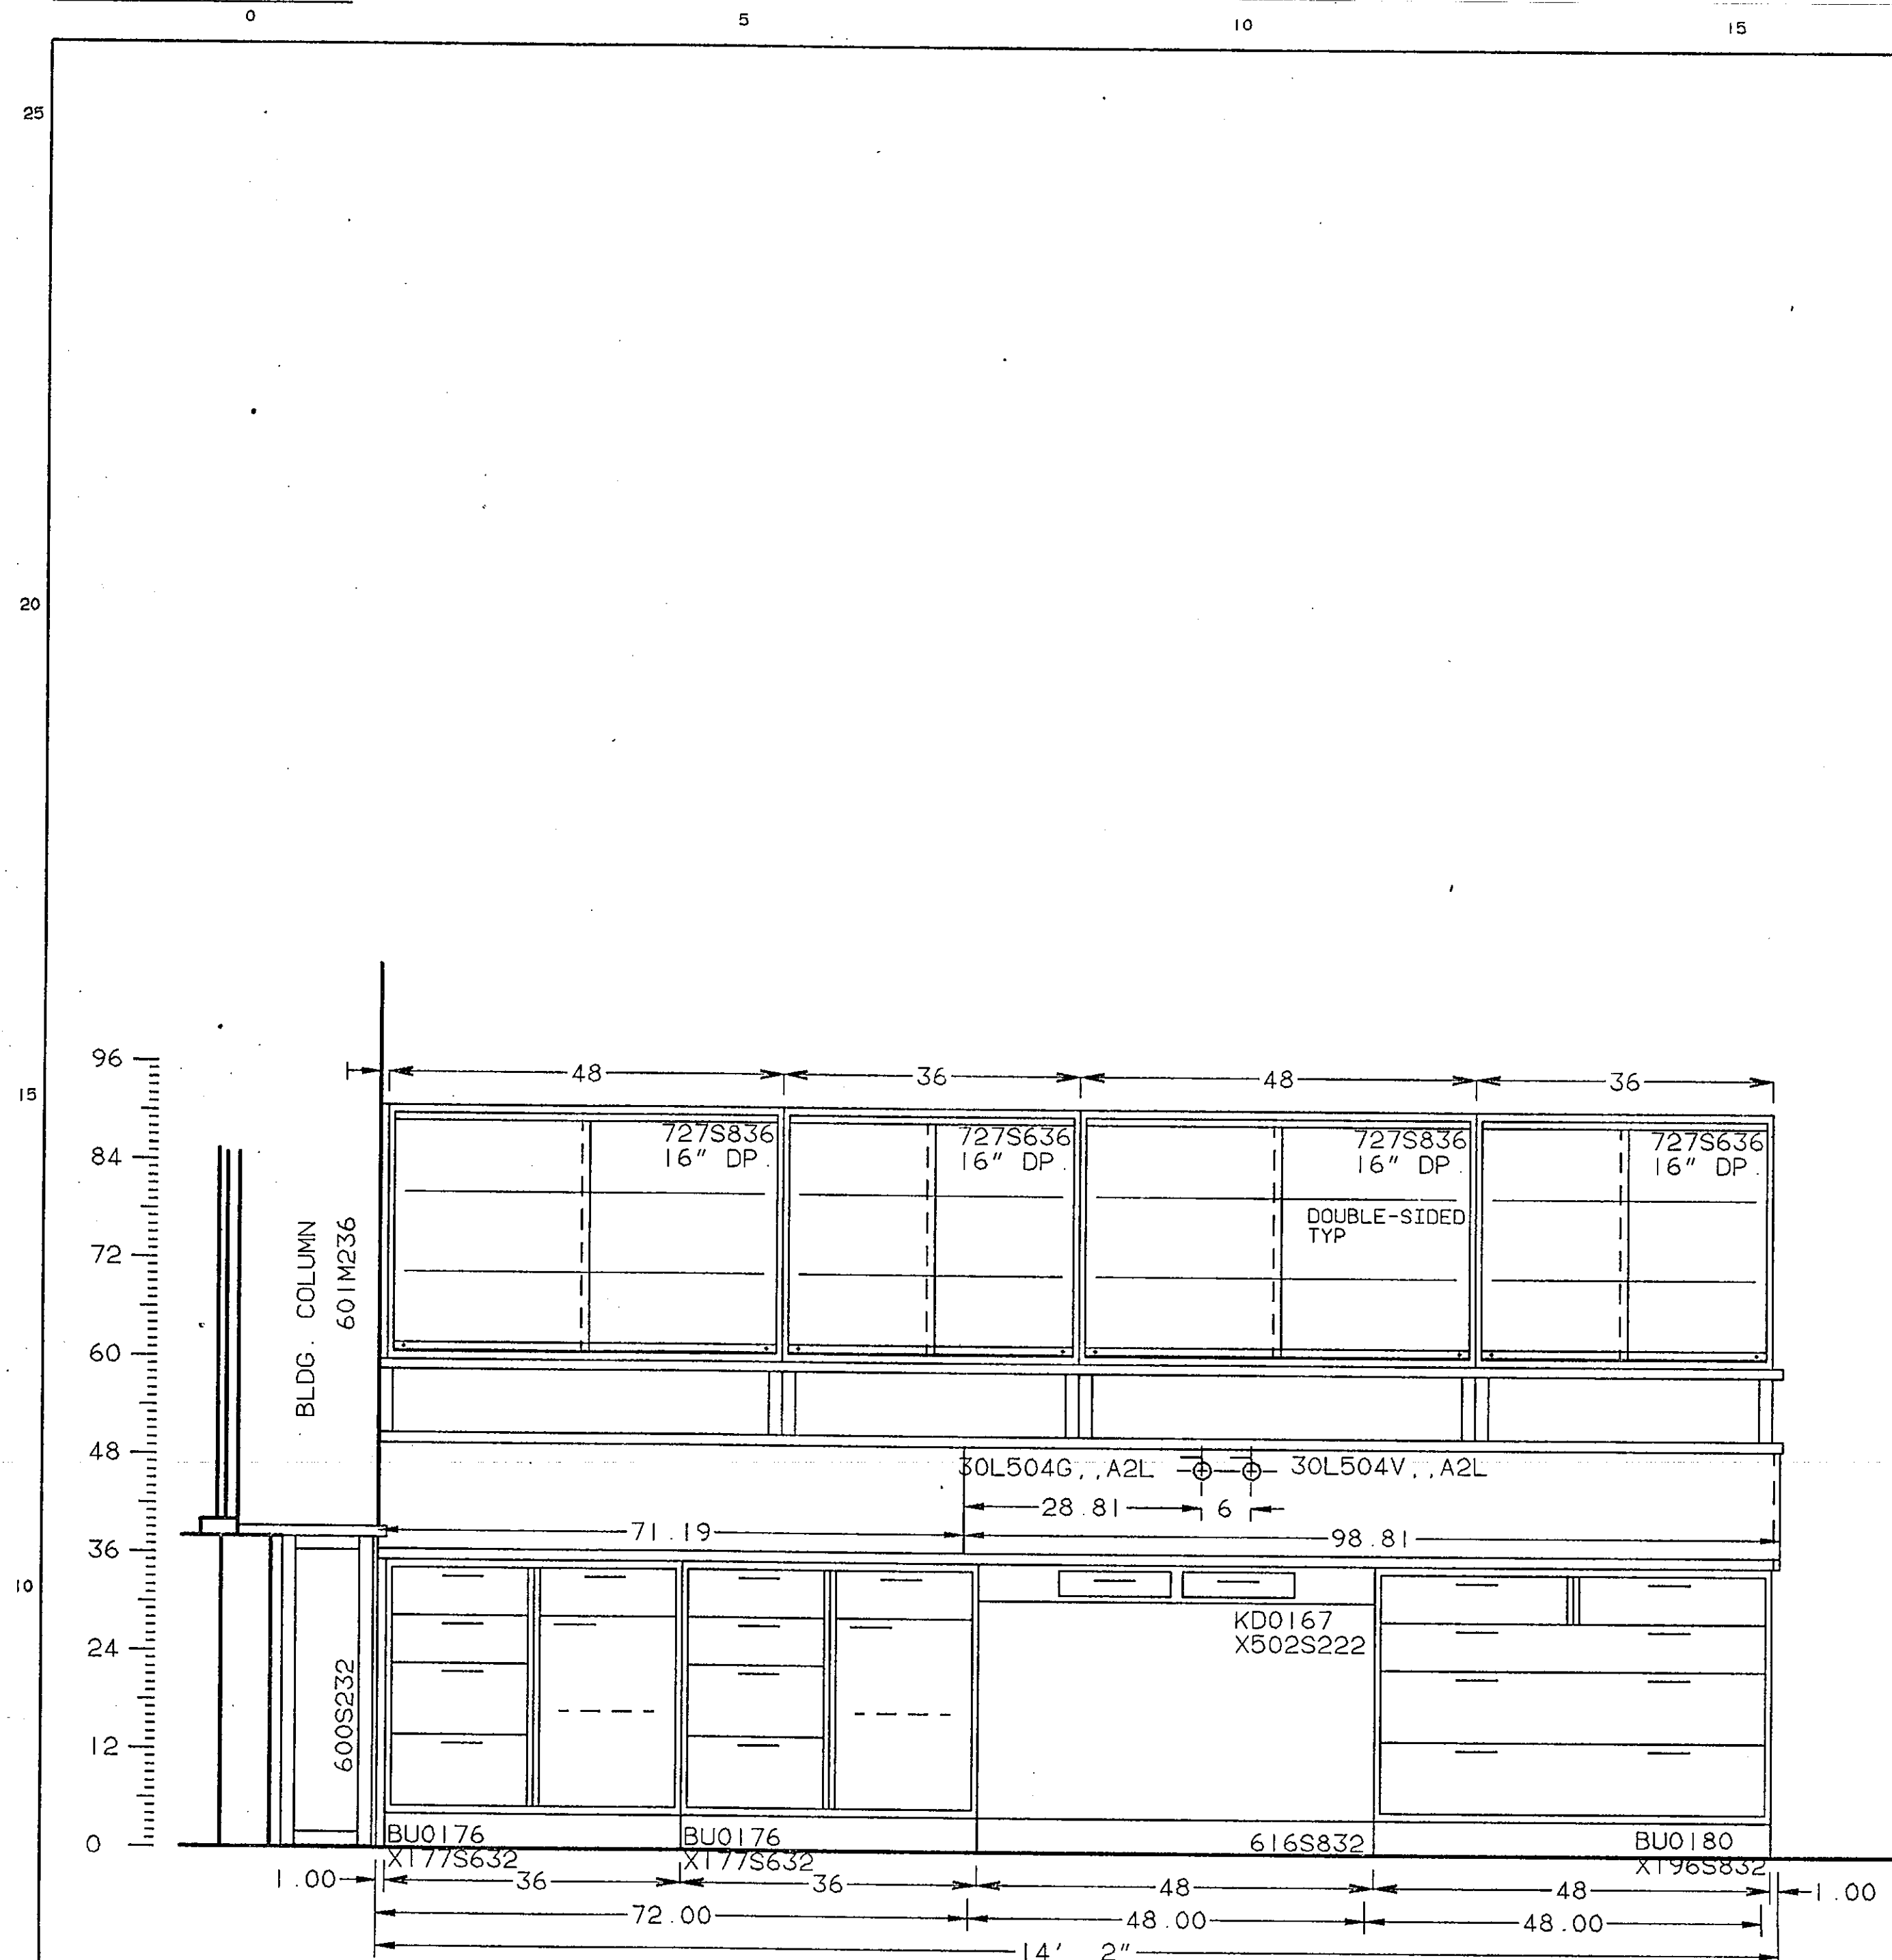 0 5 10 15
25
20
15
10
96
84
72
60
48
36
24
12
0
48 36 48 36
727S836
16" DP.
727S636
16" DP.
727S836
16" DP.
727S636
16" DP.
DOUBLE-SIDED
TYP
BLDG. COLUMN
601M236
30L504G,,A2L
30L504V,,A2L
28.81 6
71.19 98.81
KD0167
X502S222
600S232
BU0176
X177S632
BU0176
X177S632
616S832
BU0180
X196S832
1.00 36 36 48 48 1.00
72.00 48.00 48.00
14' 2"